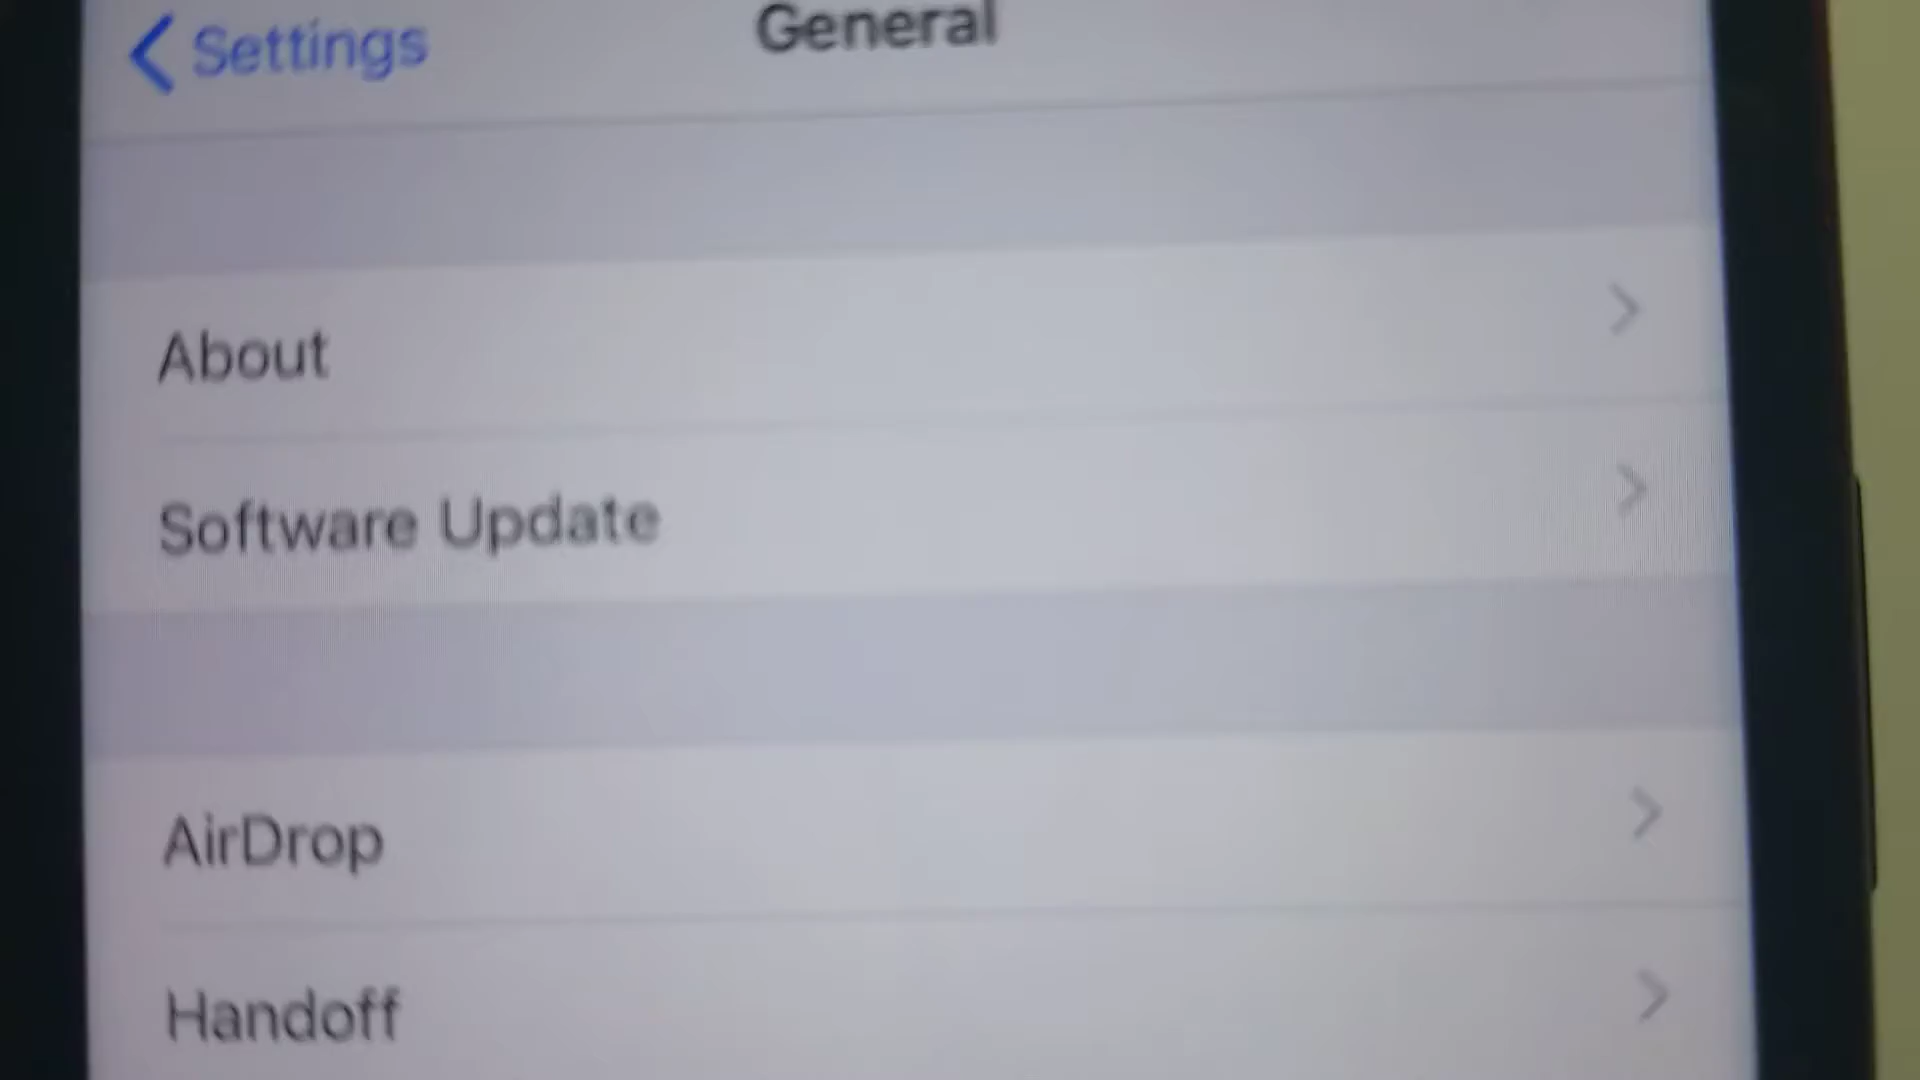 Settings
General
About
Software Update
AirDrop
Handoff